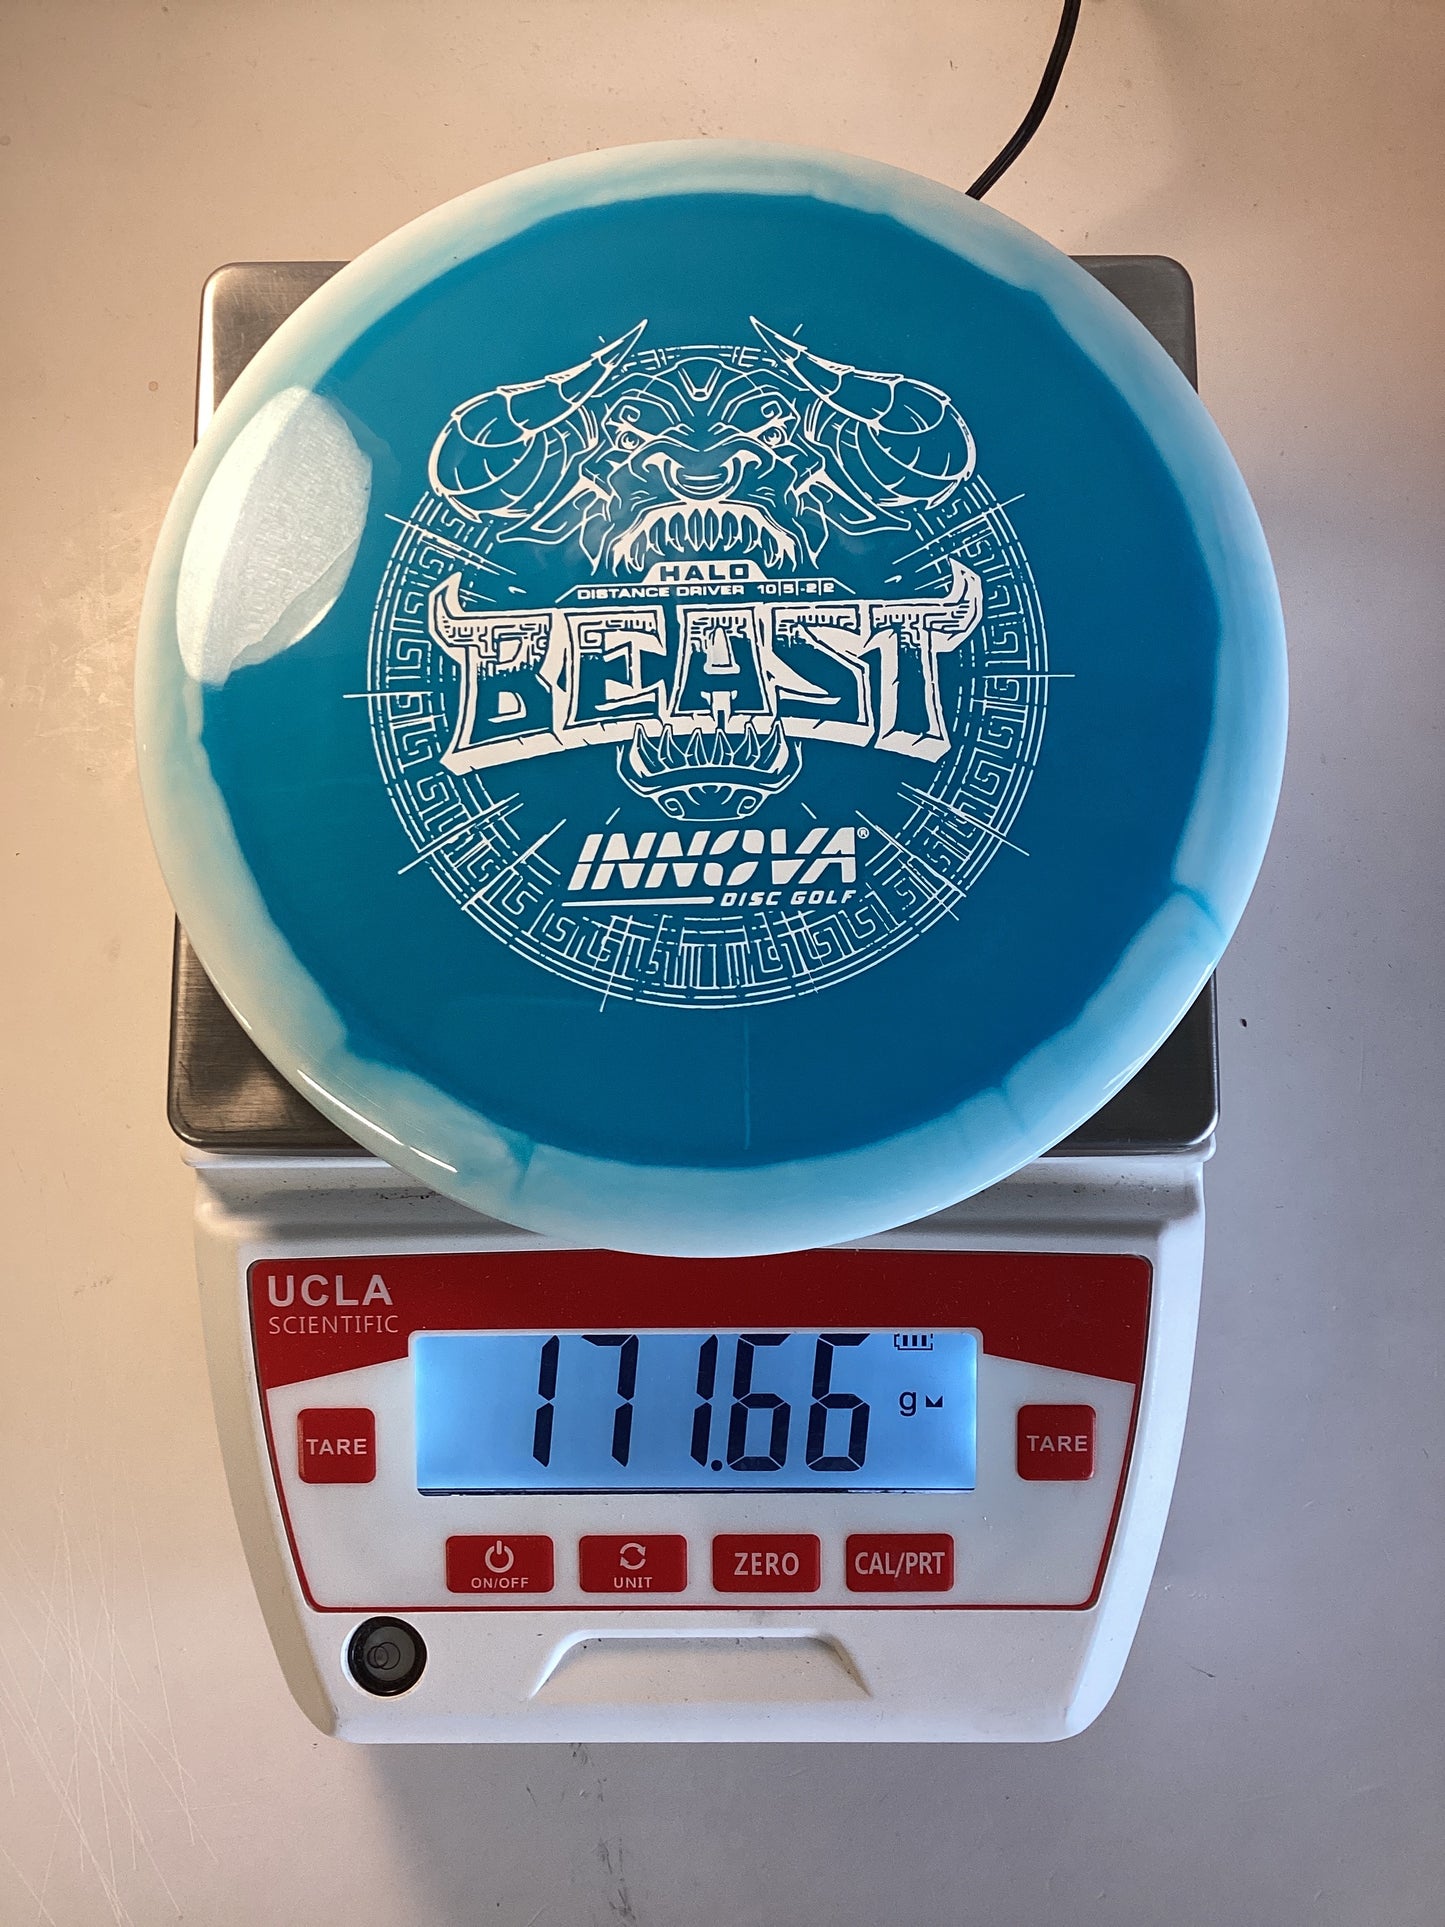 HALO
DISTANCE DRIVER 10|5|-2|2
BEAST
INNOVA®
DISC GOLF
UCLA
SCIENTIFIC
171.66
g
TARE
TARE
ON/OFF
UNIT
ZERO
CAL/PRT